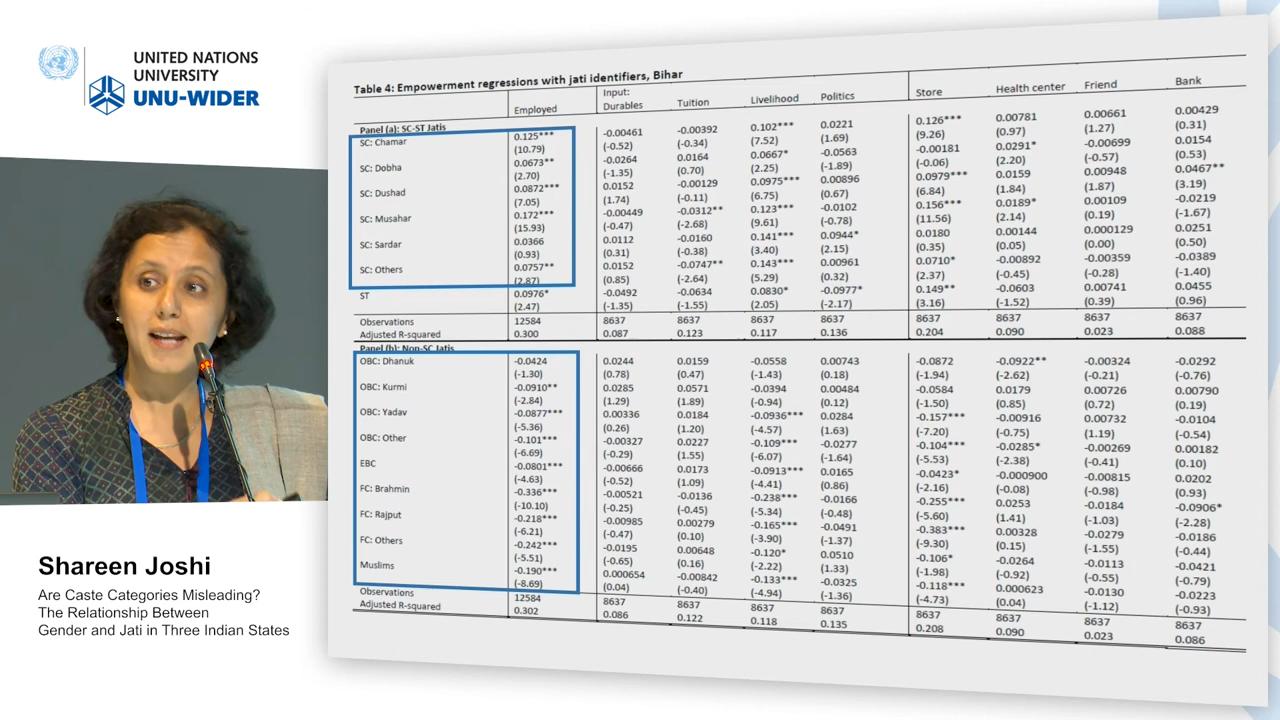 UNITED NATIONS
UNIVERSITY
UNU-WIDER
Shareen Joshi
Are Caste Categories Misleading?
The Relationship Between
Gender and Jati in Three Indian States
Table 4: Empowerment regressions with jati identifiers, Bihar
Employed Input: Durables Tuition Livelihood Politics Store Health center Friend Bank
Panel (a): SC-ST Jatis
SC: Chamar 0.125*** -0.00461 -0.00392 0.102*** 0.0221 0.126*** 0.00781 0.00661 0.00429
(10.79) (-0.52) (-0.34) (7.52) (1.69) (9.26) (0.97) (1.27) (0.31)
SC: Dobha 0.0673** -0.0264 0.0164 0.0667* -0.0563 -0.00181 0.0291* -0.00699 0.0154
(2.70) (-1.35) (0.70) (2.25) (-1.89) (-0.06) (2.20) (-0.57) (0.53)
SC: Dushad 0.0872*** 0.0152 -0.00129 0.0975*** 0.00896 0.0979*** 0.0159 0.00948 0.0467**
(7.05) (1.74) (-0.11) (6.75) (0.67) (6.84) (1.84) (1.87) (3.19)
SC: Musahar 0.172*** -0.00449 -0.0312** 0.123*** -0.0102 0.156*** 0.0189* 0.00109 -0.0219
(15.93) (-0.47) (-2.68) (9.61) (-0.78) (11.56) (2.14) (0.19) (-1.67)
SC: Sardar 0.0366 0.0112 -0.0160 0.141*** 0.0944* 0.0180 0.00144 0.000129 0.0251
(0.93) (0.31) (-0.38) (3.40) (2.15) (0.35) (0.05) (0.00) (0.50)
SC: Others 0.0757** 0.0152 -0.0747** 0.143*** 0.00961 0.0710* -0.00892 -0.00359 -0.0389
(2.87) (0.85) (-2.64) (5.29) (0.32) (2.37) (-0.45) (-0.28) (-1.40)
ST 0.0976* -0.0492 -0.0634 0.0830* -0.0977* 0.149** -0.0603 0.00741 0.0455
(2.47) (-1.35) (-1.55) (2.05) (-2.17) (3.16) (-1.52) (0.39) (0.96)
Observations 12584 8637 8637 8637 8637 8637 8637 8637 8637
Adjusted R-squared 0.300 0.087 0.123 0.117 0.136 0.204 0.090 0.023 0.088
Panel (b): Non-SC Jatis
OBC: Dhanuk -0.0424 0.0244 0.0159 -0.0558 0.00743 -0.0872 -0.0922** -0.00324 -0.0292
(-1.30) (0.78) (0.47) (-1.43) (0.18) (-1.94) (-2.62) (-0.21) (-0.76)
OBC: Kurmi -0.0910** 0.0285 0.0571 -0.0394 0.00484 -0.0584 0.0179 0.00726 0.00790
(-2.84) (1.29) (1.89) (-0.94) (0.12) (-1.50) (0.85) (0.72) (0.19)
OBC: Yadav -0.0877*** 0.00336 0.0184 -0.0936*** 0.0284 -0.157*** -0.00916 0.00732 -0.0104
(-5.36) (0.26) (1.20) (-4.57) (1.63) (-7.20) (-0.75) (1.19) (-0.54)
OBC: Other -0.101*** -0.00327 0.0227 -0.109*** -0.0277 -0.104*** -0.0285* -0.00269 0.00182
(-6.69) (-0.29) (1.55) (-6.07) (-1.64) (-5.53) (-2.38) (-0.41) (0.10)
EBC -0.0801*** -0.00666 0.0173 -0.0913*** 0.0165 -0.0423* -0.000900 -0.00815 0.0202
(-4.63) (-0.52) (1.09) (-4.41) (0.86) (-2.16) (-0.08) (-0.98) (0.93)
FC: Brahmin -0.336*** -0.00521 -0.0136 -0.238*** -0.0166 -0.255*** 0.0253 -0.0184 -0.0906*
(-10.10) (-0.25) (-0.45) (-5.34) (-0.48) (-5.60) (1.41) (-1.03) (-2.28)
FC: Rajput -0.218*** -0.00985 0.00279 -0.165*** -0.0491 -0.383*** 0.00328 -0.0279 -0.0186
(-6.21) (-0.47) (0.10) (-3.90) (-1.37) (-9.30) (0.15) (-1.55) (-0.44)
FC: Others -0.242*** -0.0195 0.00648 -0.120* 0.0510 -0.106* -0.0264 -0.0113 -0.0421
(-5.51) (-0.65) (0.16) (-2.22) (1.33) (-1.98) (-0.92) (-0.55) (-0.79)
Muslims -0.190*** 0.000654 -0.00842 -0.133*** -0.0325 -0.118*** 0.000623 -0.0130 -0.0223
(-8.69) (0.04) (-0.40) (-4.94) (-1.36) (-4.73) (0.04) (-1.12) (-0.93)
Observations 12584 8637 8637 8637 8637 8637 8637 8637 8637
Adjusted R-squared 0.302 0.086 0.122 0.118 0.135 0.208 0.090 0.023 0.086